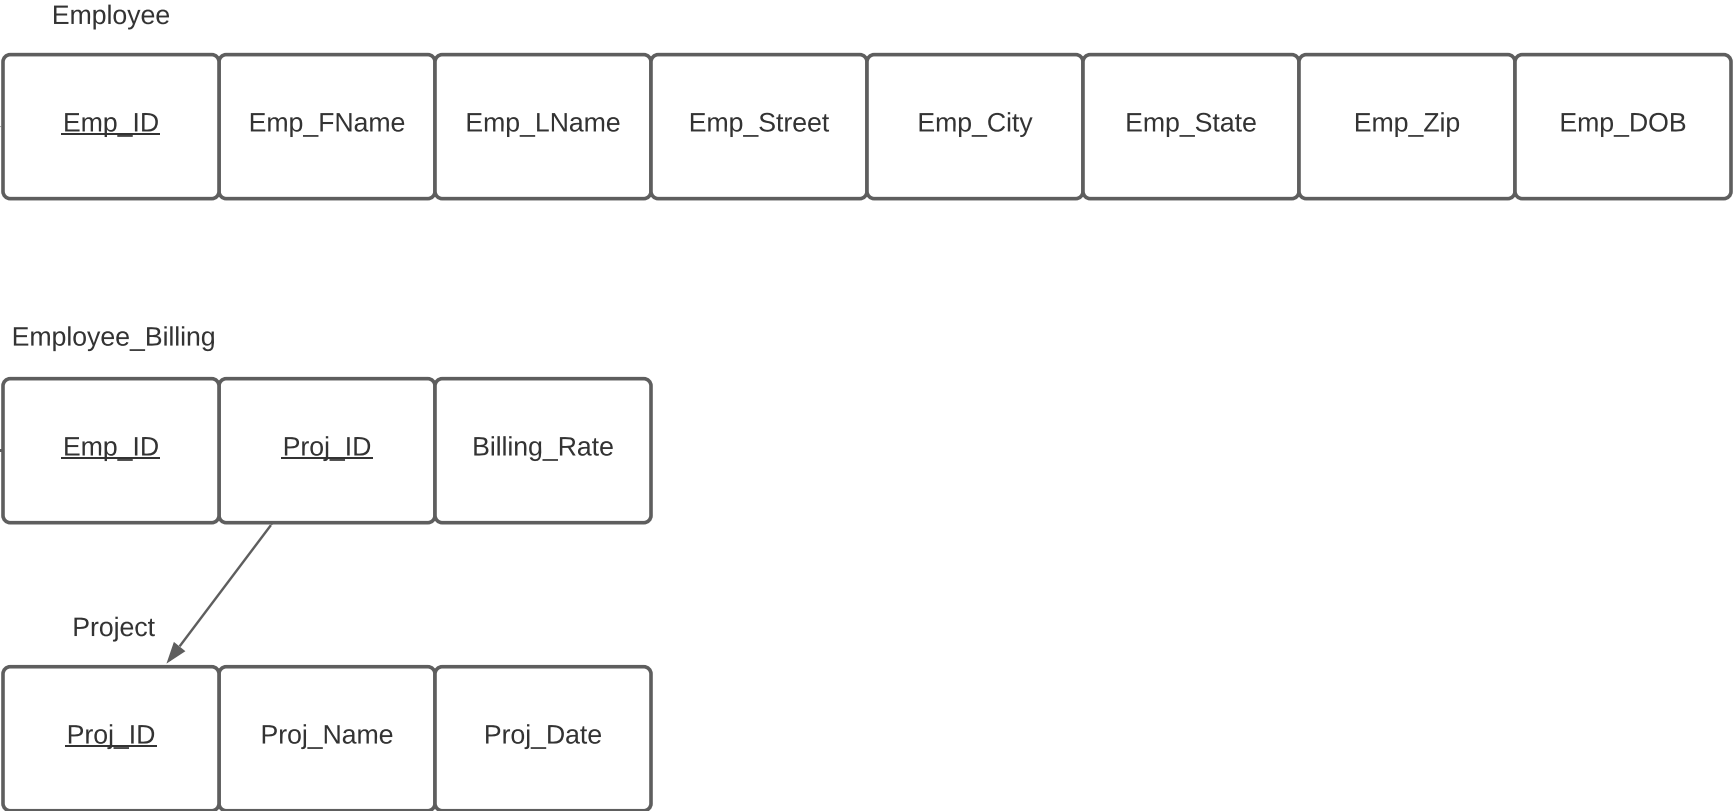 Employee
Emp_ID Emp_FName Emp_LName Emp_Street Emp_City Emp_State Emp_Zip Emp_DOB
Employee_Billing
Emp_ID Proj_ID Billing_Rate
Project
Proj_ID Proj_Name Proj_Date